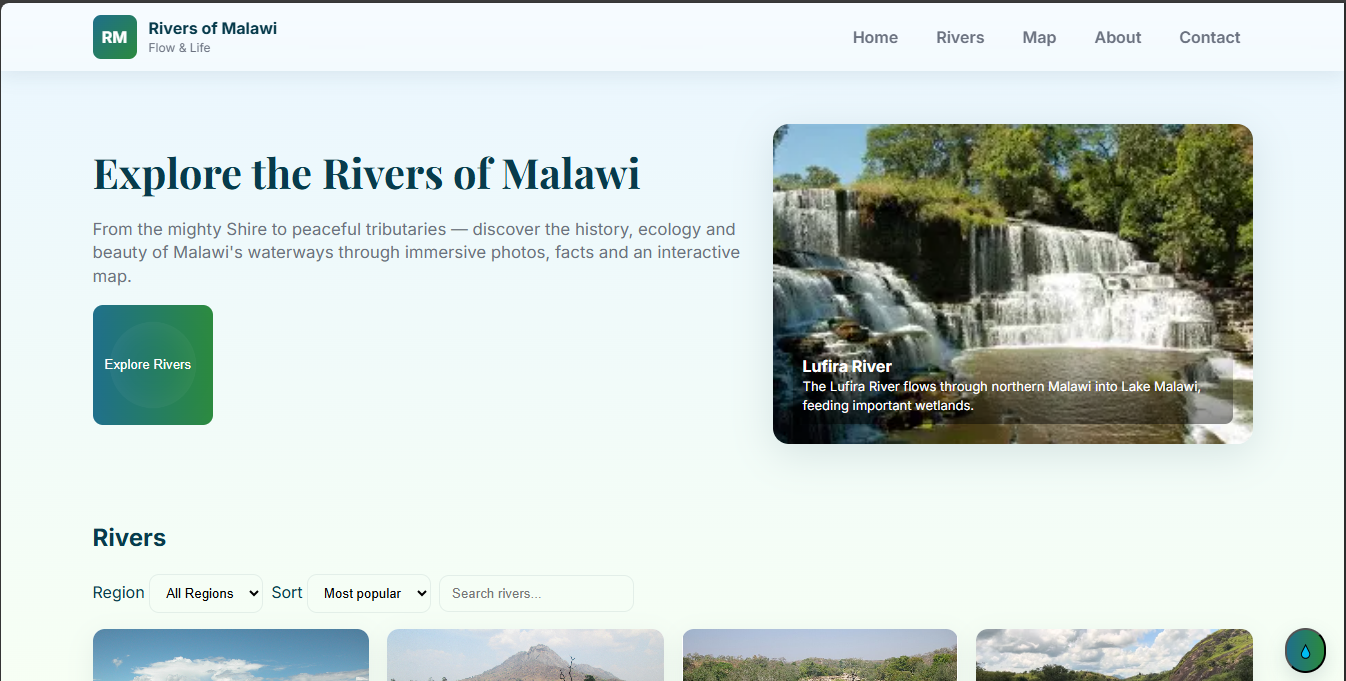 RM
Rivers of Malawi
Flow & Life
Home
Rivers
Map
About
Contact
Explore the Rivers of Malawi
From the mighty Shire to peaceful tributaries — discover the history, ecology and
beauty of Malawi's waterways through immersive photos, facts and an interactive
map.
Explore Rivers
Lufira River
The Lufira River flows through northern Malawi into Lake Malawi,
feeding important wetlands.
Rivers
Region
All Regions
Sort
Most popular
Search rivers...